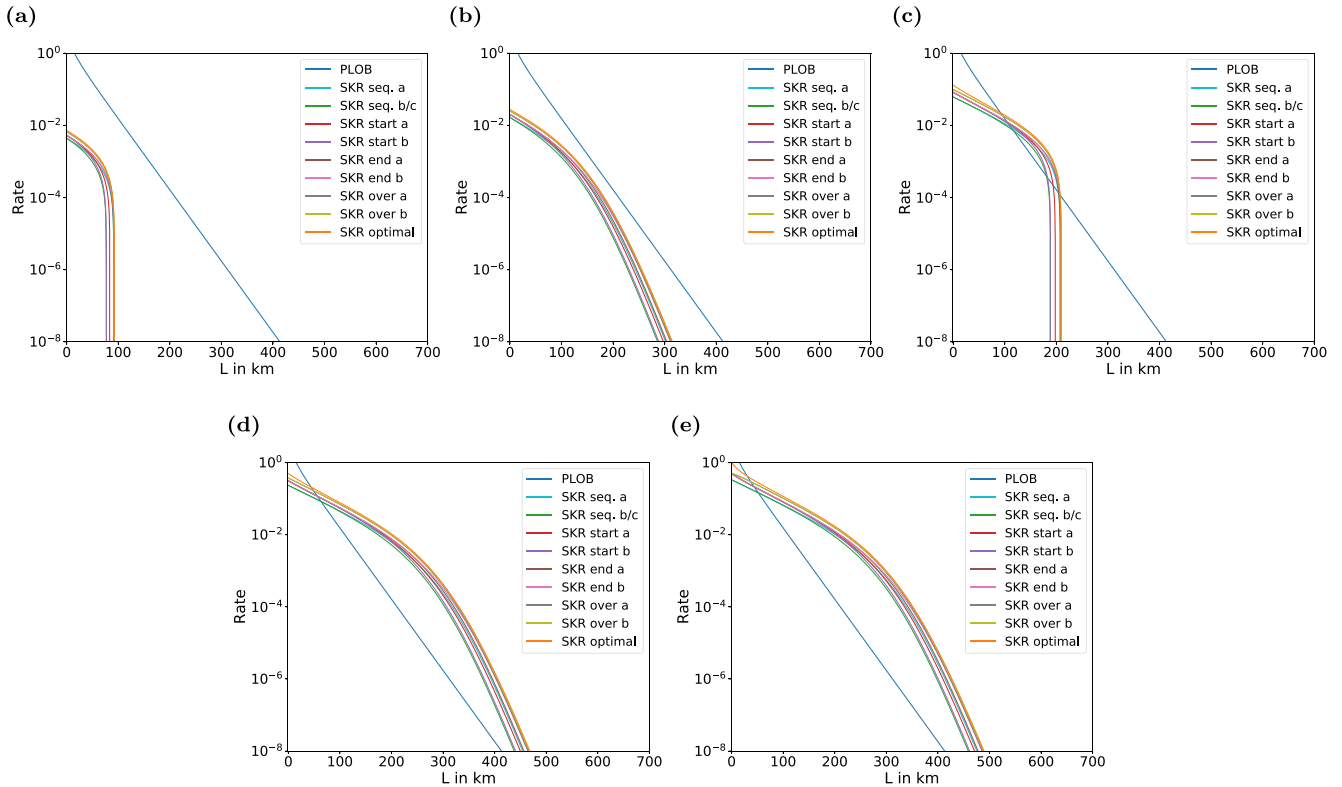 (a)
(b)
(c)
10^0
10^-2
10^-4
10^-6
10^-8
Rate
0 100 200 300 400 500 600 700
L in km
PLOB
SKR seq. a
SKR seq. b/c
SKR start a
SKR start b
SKR end a
SKR end b
SKR over a
SKR over b
SKR optimal
10^0
10^-2
10^-4
10^-6
10^-8
Rate
0 100 200 300 400 500 600 700
L in km
PLOB
SKR seq. a
SKR seq. b/c
SKR start a
SKR start b
SKR end a
SKR end b
SKR over a
SKR over b
SKR optimal
10^0
10^-2
10^-4
10^-6
10^-8
Rate
0 100 200 300 400 500 600 700
L in km
PLOB
SKR seq. a
SKR seq. b/c
SKR start a
SKR start b
SKR end a
SKR end b
SKR over a
SKR over b
SKR optimal
(d)
(e)
10^0
10^-2
10^-4
10^-6
10^-8
Rate
0 100 200 300 400 500 600 700
L in km
PLOB
SKR seq. a
SKR seq. b/c
SKR start a
SKR start b
SKR end a
SKR end b
SKR over a
SKR over b
SKR optimal
10^0
10^-2
10^-4
10^-6
10^-8
Rate
0 100 200 300 400 500 600 700
L in km
PLOB
SKR seq. a
SKR seq. b/c
SKR start a
SKR start b
SKR end a
SKR end b
SKR over a
SKR over b
SKR optimal